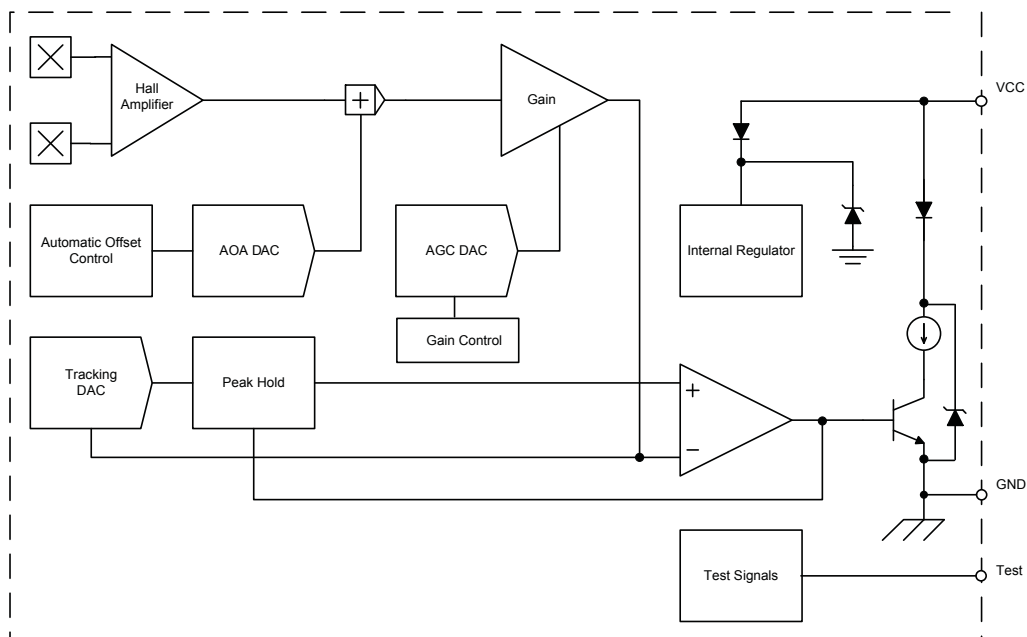 Hall
Amplifier
+
Gain
VCC
Automatic Offset
Control
AOA DAC
AGC DAC
Internal Regulator
Gain Control
Tracking
DAC
Peak Hold
+
−
GND
Test Signals
Test